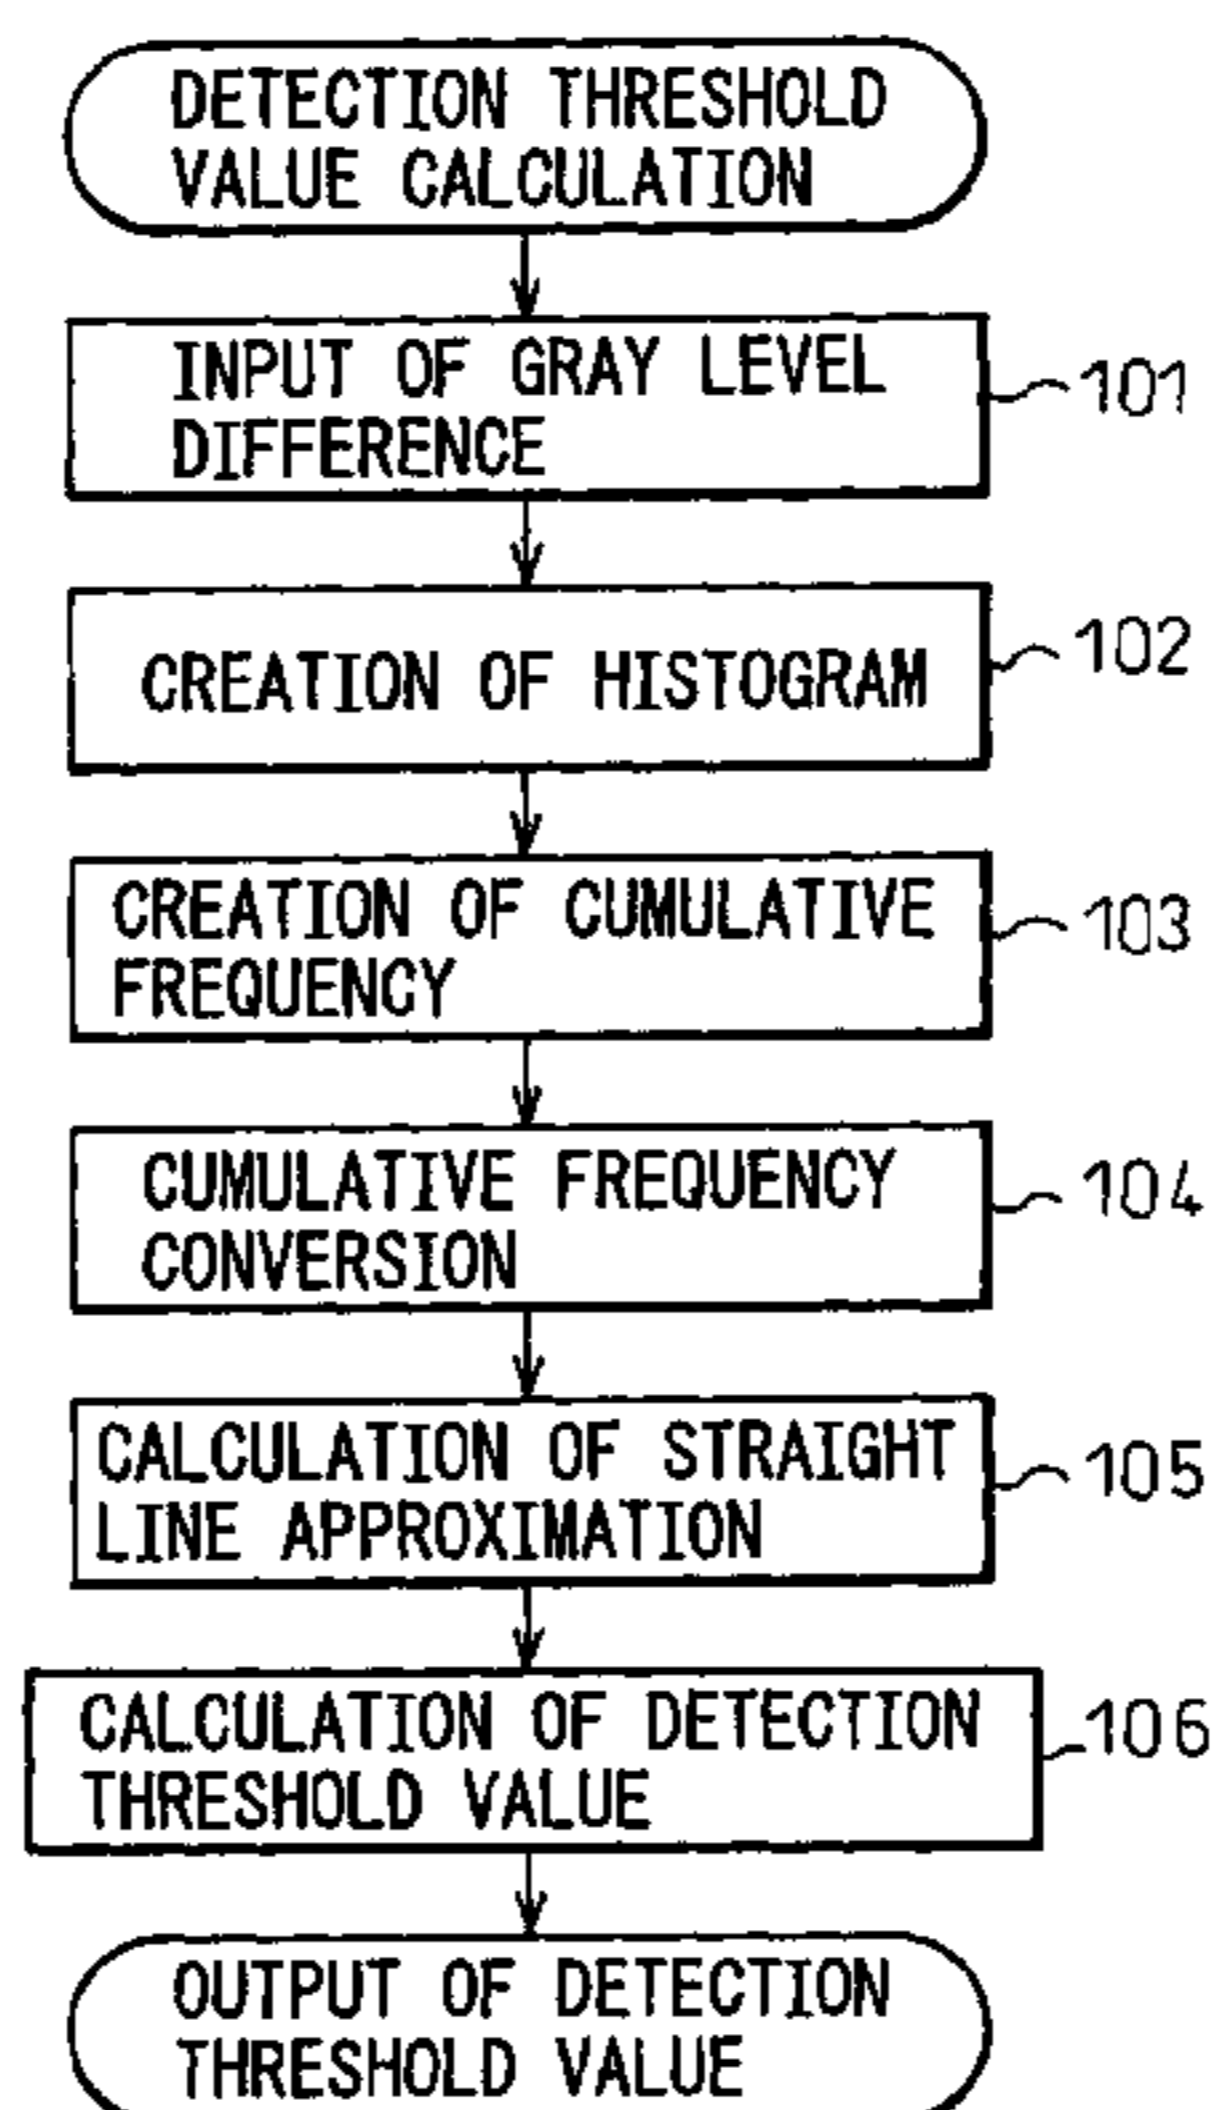 DETECTION THRESHOLD
VALUE CALCULATION
INPUT OF GRAY LEVEL
DIFFERENCE
101
CREATION OF HISTOGRAM
102
CREATION OF CUMULATIVE
FREQUENCY
103
CUMULATIVE FREQUENCY
CONVERSION
104
CALCULATION OF STRAIGHT
LINE APPROXIMATION
105
CALCULATION OF DETECTION
THRESHOLD VALUE
106
OUTPUT OF DETECTION
THRESHOLD VALUE